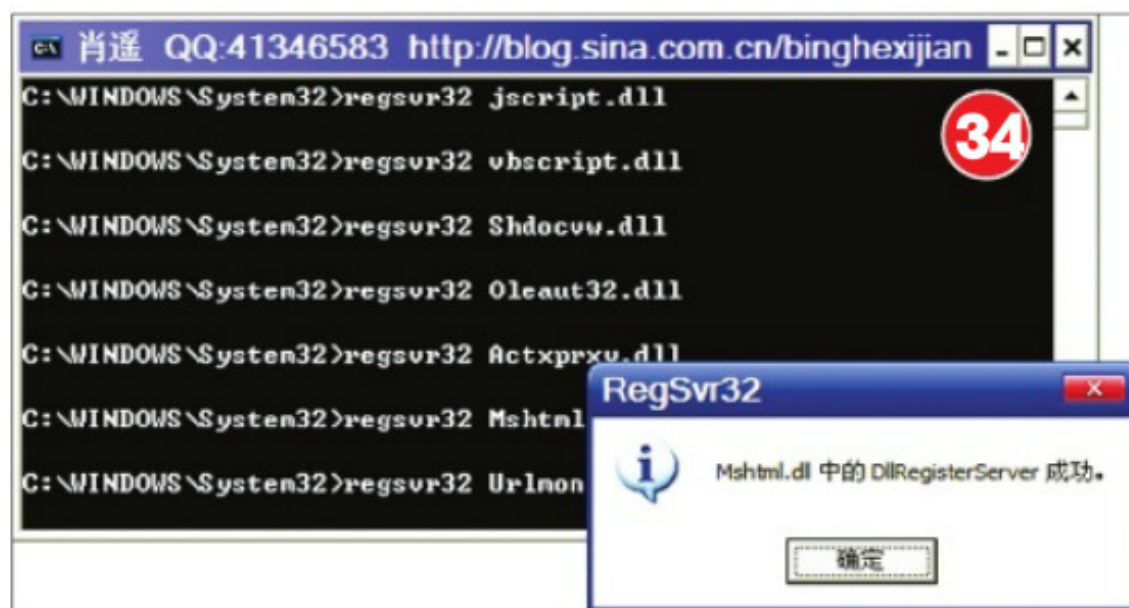 肖遥 QQ:41346583 http://blog.sina.com.cn/binghexijian
C:\WINDOWS\System32>regsvr32 jscript.dll
34
C:\WINDOWS\System32>regsvr32 vbscript.dll
C:\WINDOWS\System32>regsvr32 Shdocvw.dll
C:\WINDOWS\System32>regsvr32 Oleaut32.dll
C:\WINDOWS\System32>regsvr32 Actxprxy.dll
C:\WINDOWS\System32>regsvr32 Mshtml
C:\WINDOWS\System32>regsvr32 Urlmon
RegSvr32
Mshtml.dll 中的 DllRegisterServer 成功。
确定